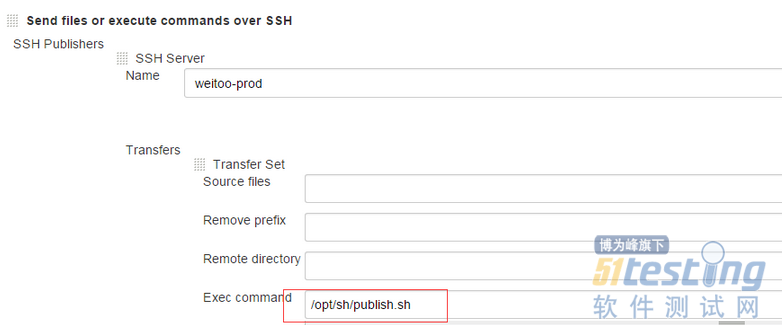 Send files or execute commands over SSH
SSH Publishers
SSH Server
Name
weitoo-prod
Transfers
Transfer Set
Source files
Remove prefix
Remote directory
Exec command
/opt/sh/publish.sh
博为峰旗下
51testing
软件测试网